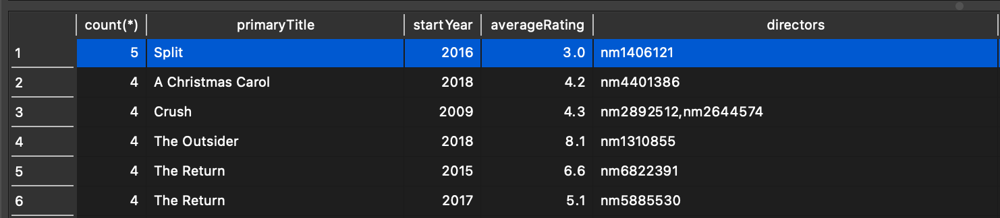 count(*) primaryTitle startYear averageRating directors
1 5 Split 2016 3.0 nm1406121
2 4 A Christmas Carol 2018 4.2 nm4401386
3 4 Crush 2009 4.3 nm2892512,nm2644574
4 4 The Outsider 2018 8.1 nm1310855
5 4 The Return 2015 6.6 nm6822391
6 4 The Return 2017 5.1 nm5885530